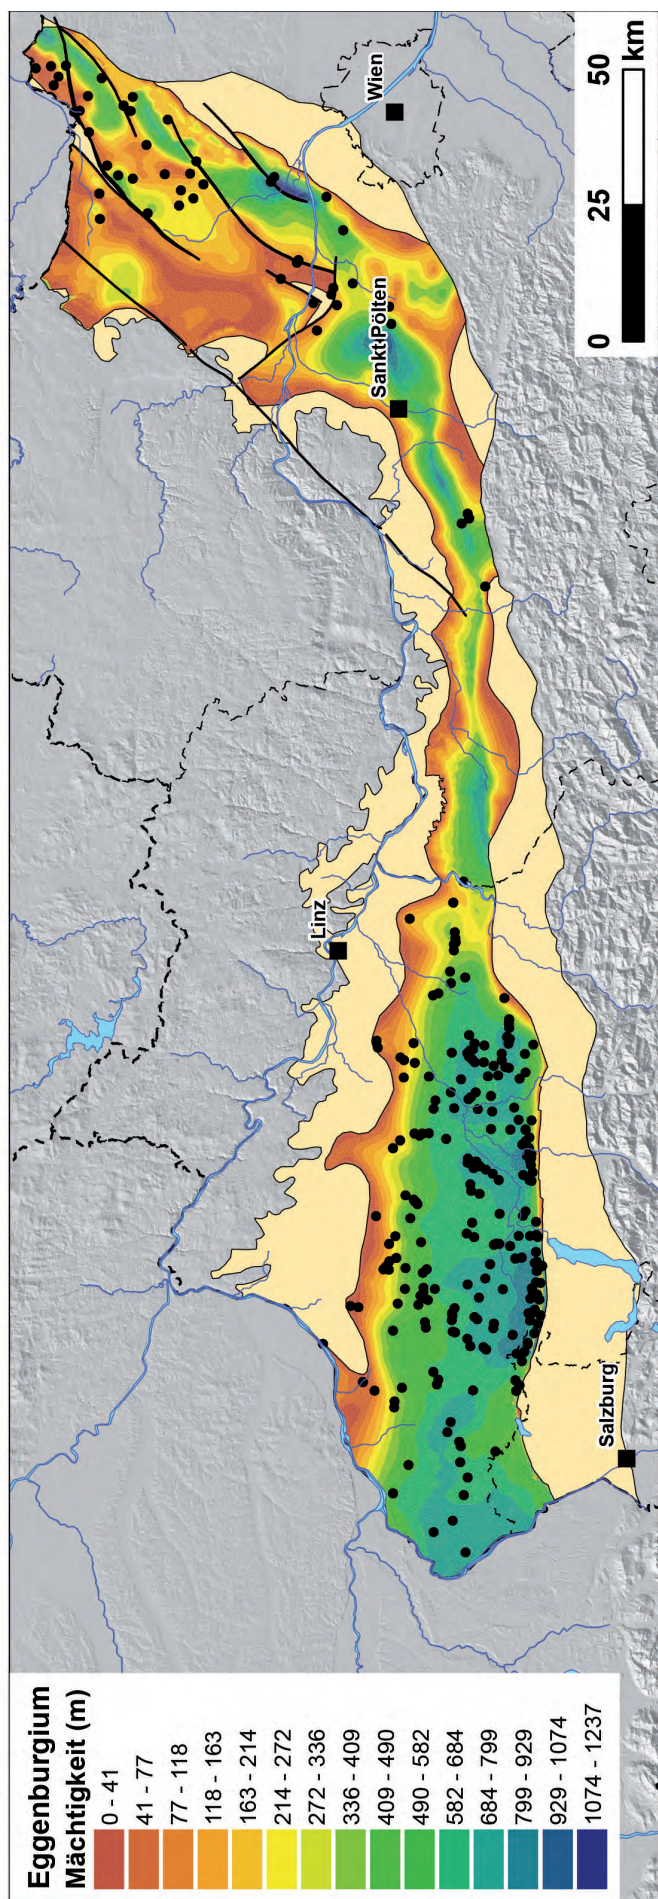 Eggenburgium
Mächtigkeit (m)
0 - 41
41 - 77
77 - 118
118 - 163
163 - 214
214 - 272
272 - 336
336 - 409
409 - 490
490 - 582
582 - 684
684 - 799
799 - 929
929 - 1074
1074 - 1237
Salzburg
Linz
Sankt Pölten
Wien
0 25 50
km